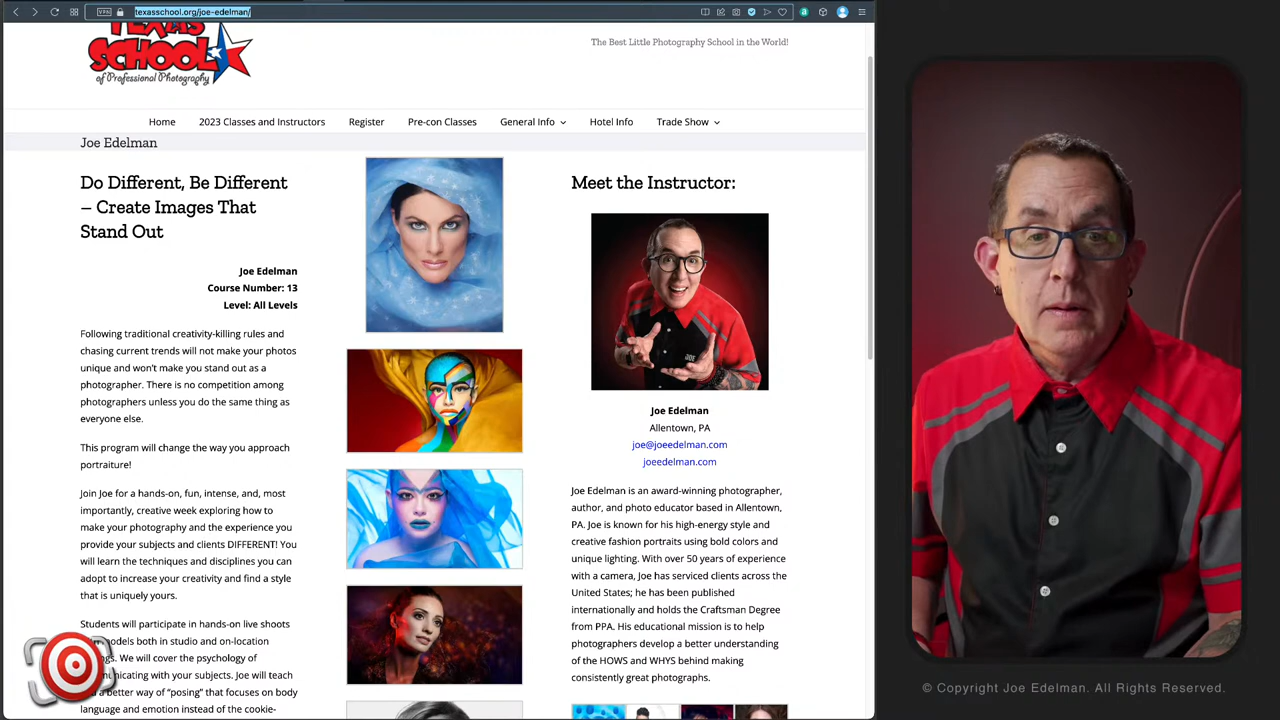 VPN
texasschool.org/joe-edelman/
TEXAS
SCHOOL
of Professional Photography
The Best Little Photography School in the World!
Home
2023 Classes and Instructors
Register
Pre-con Classes
General Info
Hotel Info
Trade Show
Joe Edelman
Do Different, Be Different
– Create Images That
Stand Out
Joe Edelman
Course Number: 13
Level: All Levels
Following traditional creativity-killing rules and
chasing current trends will not make your photos
unique and won't make you stand out as a
photographer. There is no competition among
photographers unless you do the same thing as
everyone else.
This program will change the way you approach
portraiture!
Join Joe for a hands-on, fun, intense, and, most
importantly, creative week exploring how to
make your photography and the experience you
provide your subjects and clients DIFFERENT! You
will learn the techniques and disciplines you can
adopt to increase your creativity and find a style
that is uniquely yours.
Students will participate in hands-on live shoots
models both in studio and on-location
We will cover the psychology of
with your subjects. Joe will teach
a better way of “posing” that focuses on body
language and emotion instead of the cookie-
Meet the Instructor:
Joe Edelman
Allentown, PA
joe@joeedelman.com
joeedelman.com
Joe Edelman is an award-winning photographer,
author, and photo educator based in Allentown,
PA. Joe is known for his high-energy style and
creative fashion portraits using bold colors and
unique lighting. With over 50 years of experience
with a camera, Joe has serviced clients across the
United States; he has been published
internationally and holds the Craftsman Degree
from PPA. His educational mission is to help
photographers develop a better understanding
of the HOWS and WHYS behind making
consistently great photographs.
© Copyright Joe Edelman. All Rights Reserved.